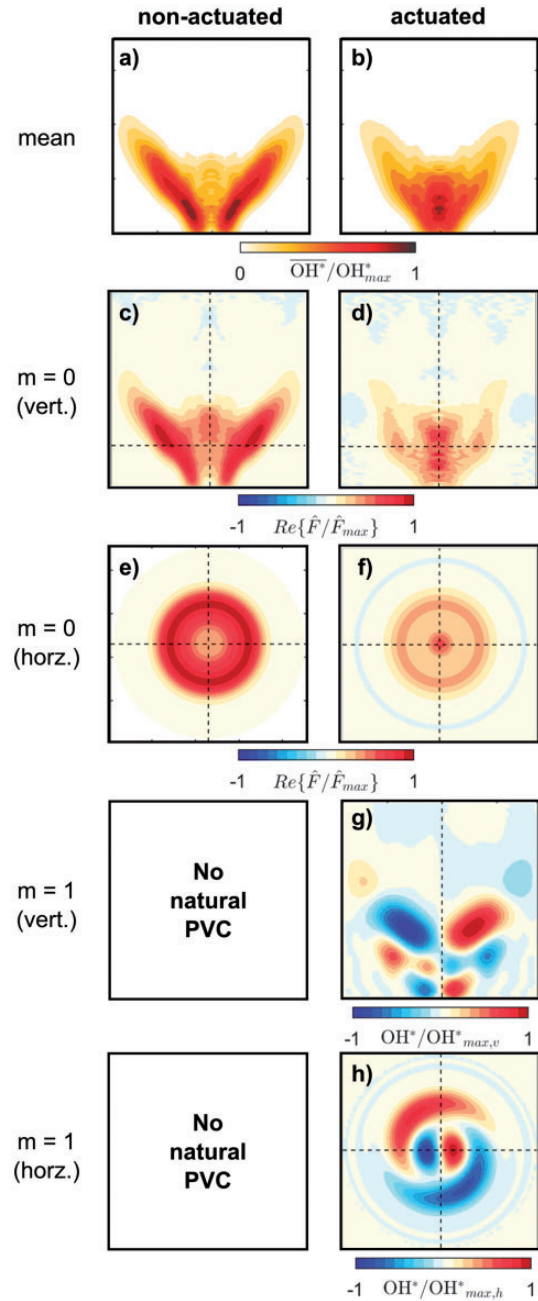 non-actuated actuated
a) b)
mean
0 1
OH*/OH*max
c) d)
m = 0
(vert.)
-1 1
Re{F̂/F̂max}
e) f)
m = 0
(horz.)
-1 1
Re{F̂/F̂max}
g)
m = 1
(vert.)
No
natural
PVC
-1 1
OH*/OH*max,v
h)
m = 1
(horz.)
No
natural
PVC
-1 1
OH*/OH*max,h